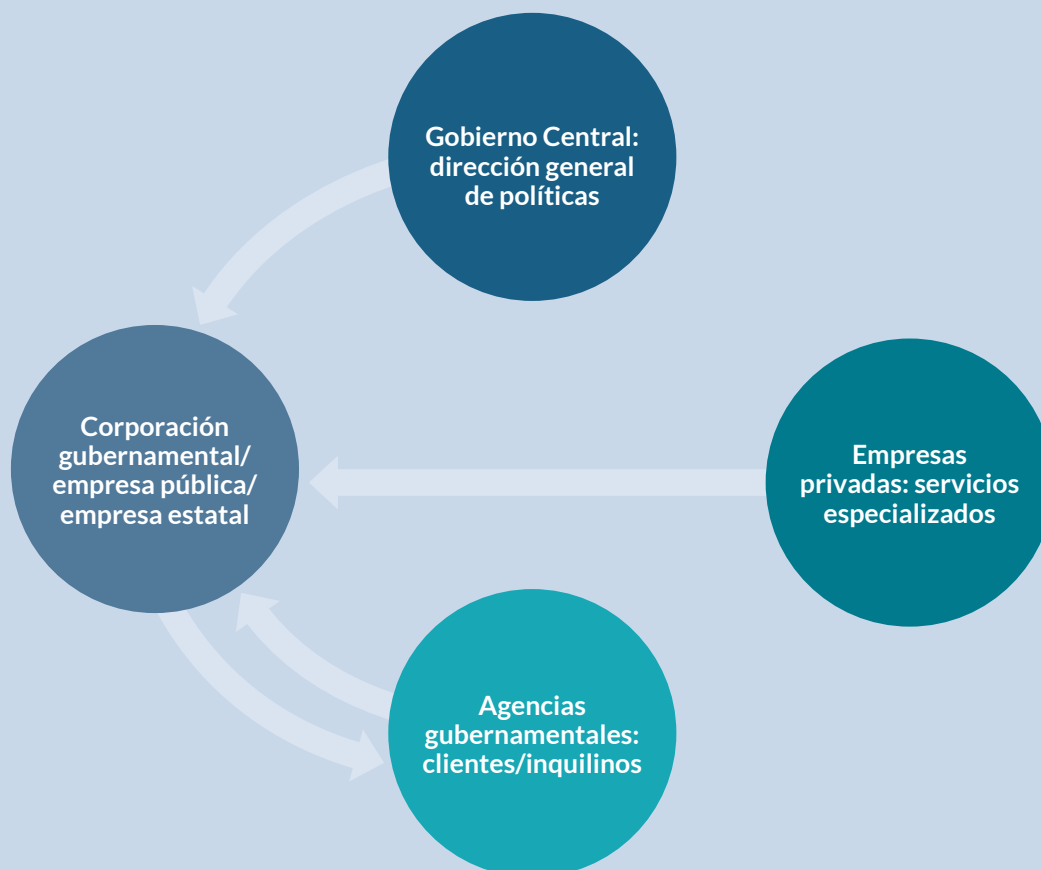 Gobierno Central:
dirección general
de políticas
Corporación
gubernamental/
empresa pública/
empresa estatal
Empresas
privadas: servicios
especializados
Agencias
gubernamentales:
clientes/inquilinos